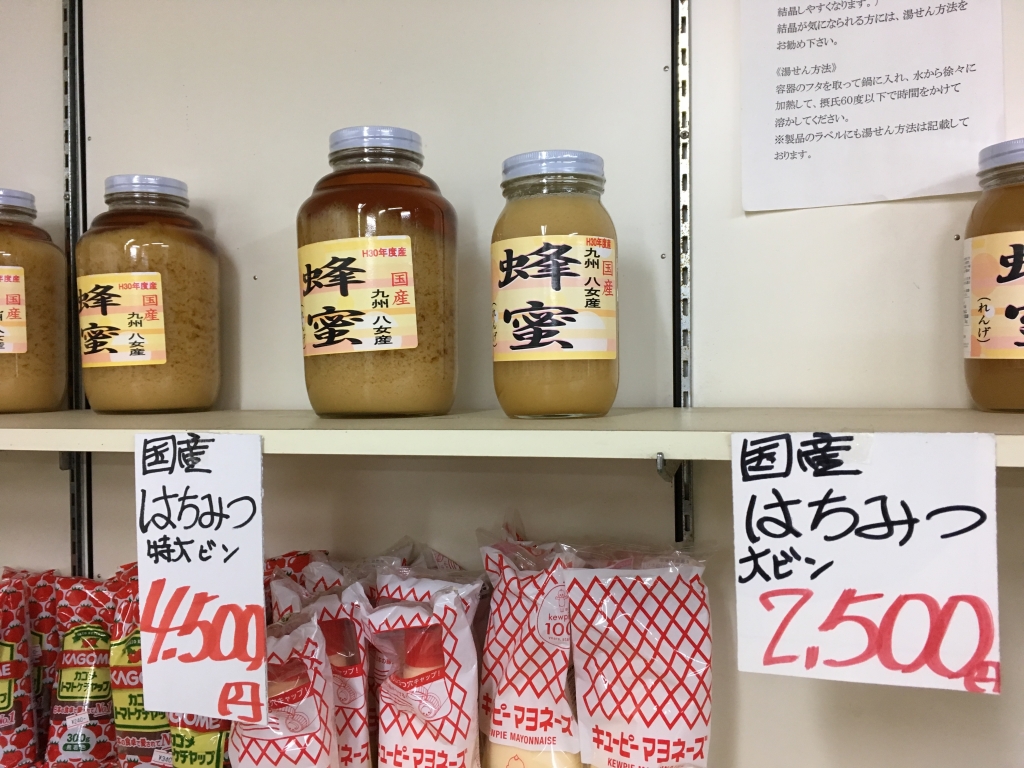 結晶しやすくなります。）
結晶が気になられる方には、湯せん方法を
お勧め下さい。
《湯せん方法》
容器のフタを取って鍋に入れ、水から徐々に
加熱して、摂氏60度以下で時間をかけて
溶かしてください。
※製品のラベルにも湯せん方法は記載して
おります。
H30年度産
国産
蜂蜜
九州 八女産
H30年度産
国産
蜂蜜
九州 八女産
H30年度産
国産
蜂蜜
九州 八女産
蜂蜜
（れんげ）
国産
はちみつ
特大ビン
4.500
円
国産
はちみつ
大ビン
2,500円
KAGOME
カゴメ
トマトケチャップ
300g
KAGOME
カゴメ
トマトケチャップ
kewpie
100
キユーピー マヨネーズ
キユーピー マヨネーズ
WPIE MAYONNAISE
キユーピー マヨネーズ
KEWPIE MAYONNAISE